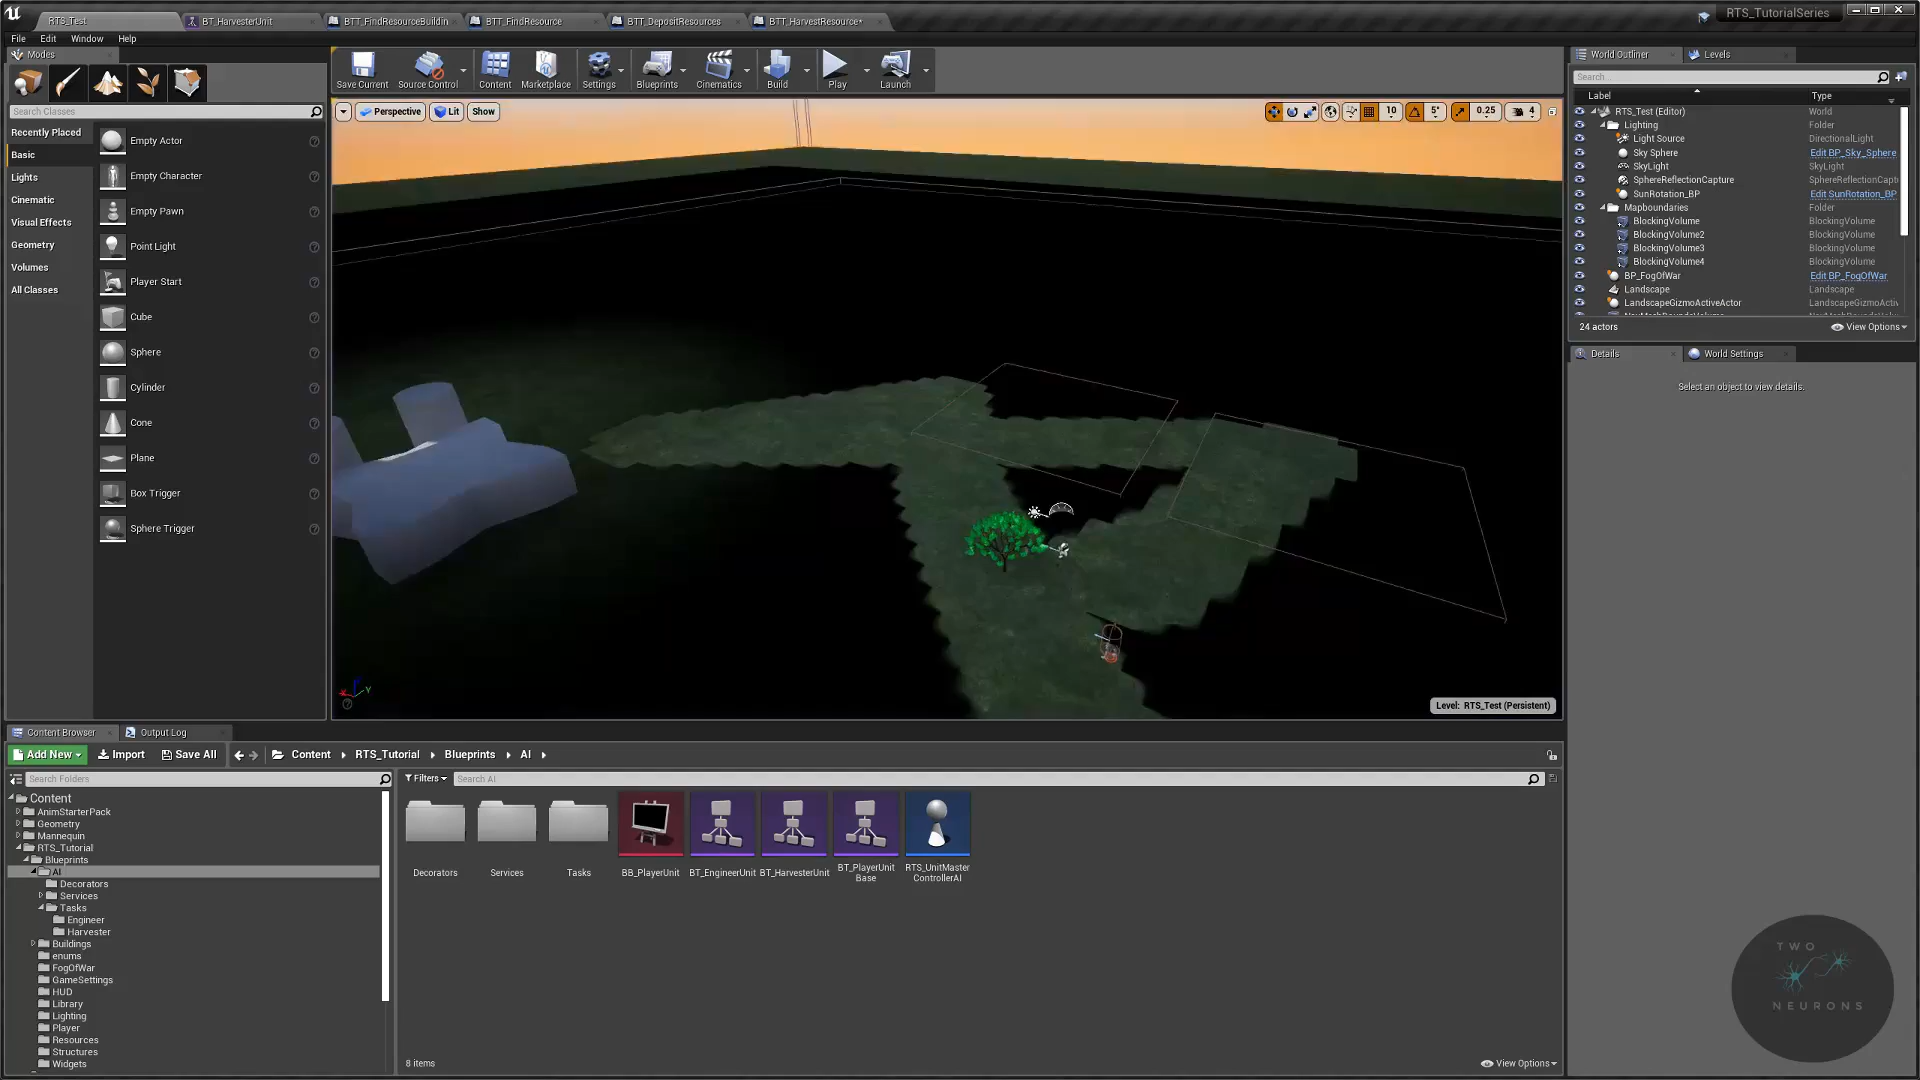 RTS_Test
BT_HarvesterUnit
BTT_FindResourceBuildin
BTT_FindResource
BTT_DepositResources
BTT_HarvestResource*
RTS_TutorialSeries
File Edit Window Help
Modes
Search Classes
Recently Placed
Basic
Lights
Cinematic
Visual Effects
Geometry
Volumes
All Classes
Empty Actor
Empty Character
Empty Pawn
Point Light
Player Start
Cube
Sphere
Cylinder
Cone
Plane
Box Trigger
Sphere Trigger
Save Current
Source Control
Content
Marketplace
Settings
Blueprints
Cinematics
Build
Play
Launch
Perspective
Lit
Show
10
5°
0.25
4
X
Y
Level: RTS_Test (Persistent)
World Outliner
Levels
Search...
Label Type
RTS_Test (Editor) World
Lighting Folder
Light Source DirectionalLight
Sky Sphere Edit BP_Sky_Sphere
SkyLight SkyLight
SphereReflectionCapture SphereReflectionCapt
SunRotation_BP Edit SunRotation_BP
Mapboundaries Folder
BlockingVolume BlockingVolume
BlockingVolume2 BlockingVolume
BlockingVolume3 BlockingVolume
BlockingVolume4 BlockingVolume
BP_FogOfWar Edit BP_FogOfWar
Landscape Landscape
LandscapeGizmoActiveActor LandscapeGizmoActiv
24 actors
View Options
Details
World Settings
Select an object to view details.
Content Browser
Output Log
Add New
Import
Save All
Content
RTS_Tutorial
Blueprints
AI
Search Folders
Filters
Search AI
Content
AnimStarterPack
Geometry
Mannequin
RTS_Tutorial
Blueprints
AI
Decorators
Services
Tasks
Engineer
Harvester
Buildings
enums
FogOfWar
GameSettings
HUD
Library
Lighting
Player
Resources
Structures
Widgets
Decorators
Services
Tasks
BB_PlayerUnit
BT_EngineerUnit
BT_HarvesterUnit
BT_PlayerUnit
Base
RTS_UnitMaster
ControllerAI
8 items
View Options
TWO
NEURONS